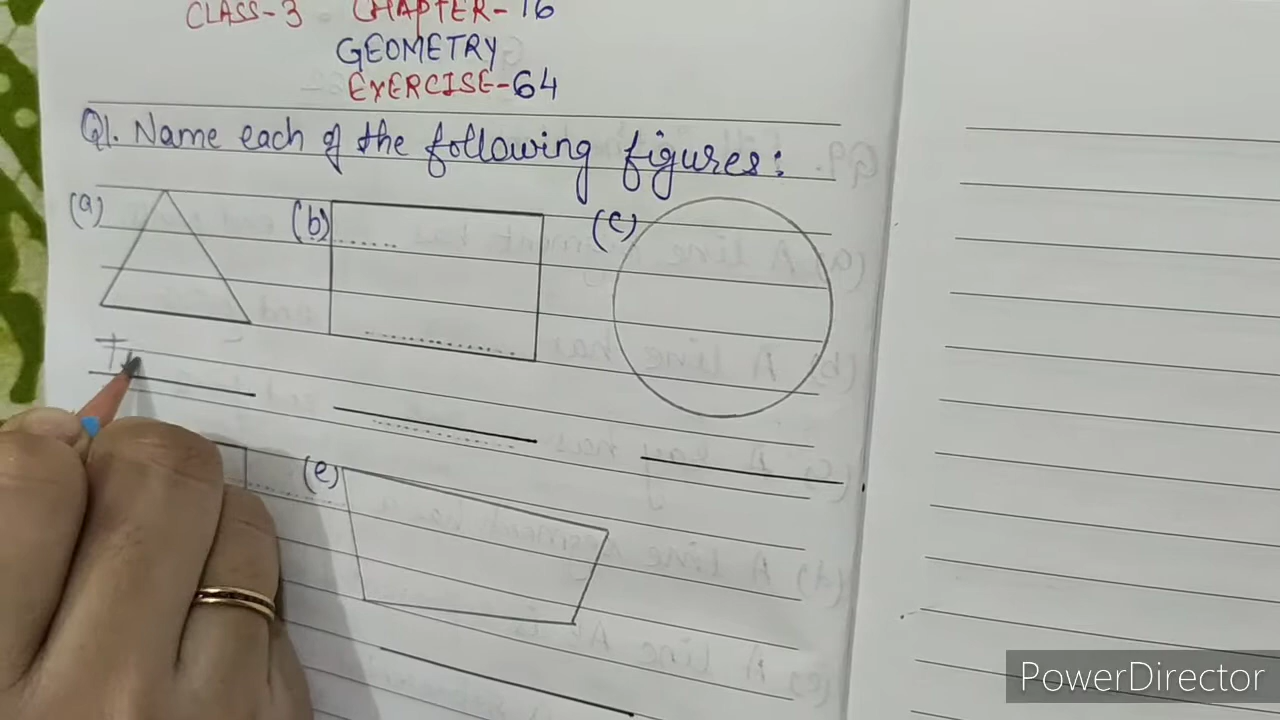 CLASS-3 CHAPTER-16
GEOMETRY
EXERCISE-64
Q1. Name each of the following figures:
(a) (b) (c)
(e)
PowerDirector